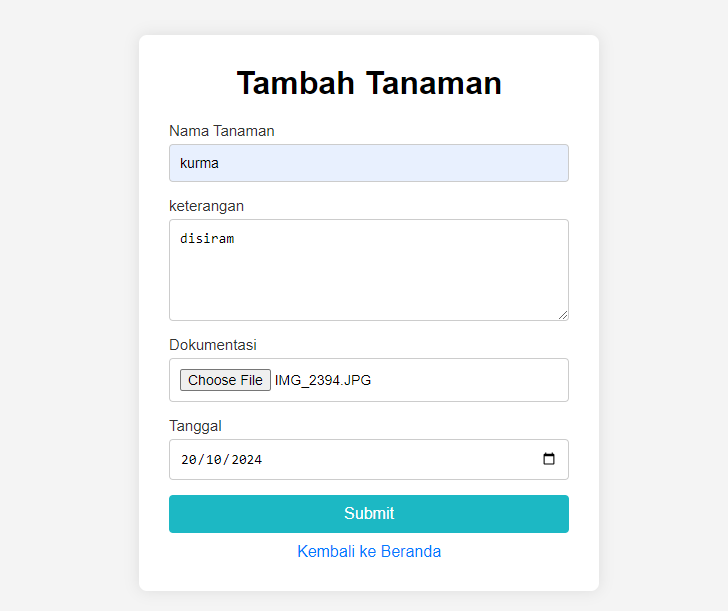 Tambah Tanaman
Nama Tanaman
kurma
keterangan
disiram
Dokumentasi
Choose File IMG_2394.JPG
Tanggal
20/10/2024
Submit
Kembali ke Beranda